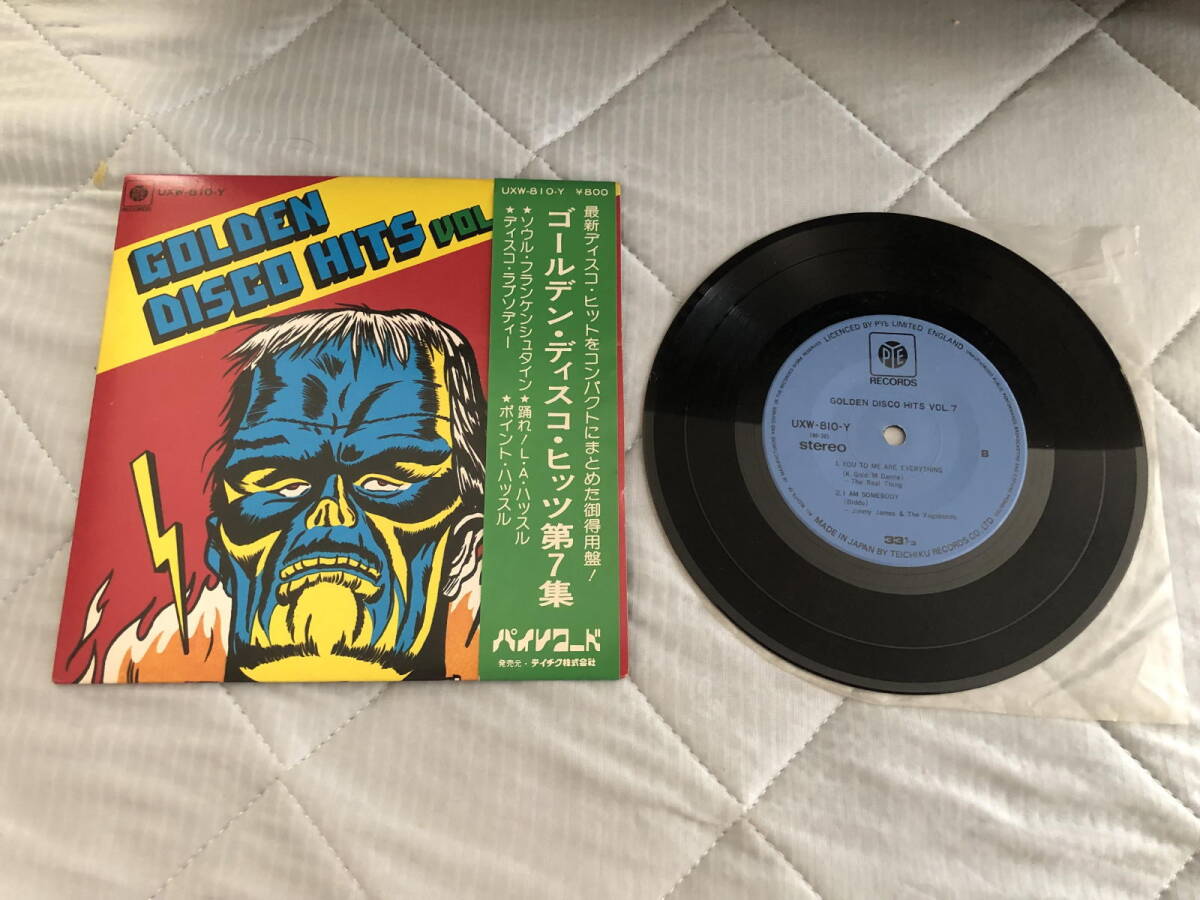 PYE
RECORDS
UXW-810-Y
GOLDEN
DISCO HITS VOL
UXW-810-Y ¥800
最新ディスコ・ヒットをコンパクトにまとめた御得用盤!
ゴールデン・ディスコ・ヒッツ第7集
★ソウル・フランケンシュタイン★踊れ!L・A・ハッスル
★ディスコ・ラプソディー ★ポイント・ハッスル
パイレコード
発売元・テイチク株式会社
LICENCED BY PYE LIMITED, ENGLAND
PYE
RECORDS
GOLDEN DISCO HITS VOL.7
UXW-810-Y
stereo
B
1. YOU TO ME ARE EVERYTHING
- The Real Thing
2. I AM SOMEBODY
(Biddu)
- Jimmy James & The Vagabonds
33⅓
MADE IN JAPAN BY TEICHIKU RECORDS CO. LTD.